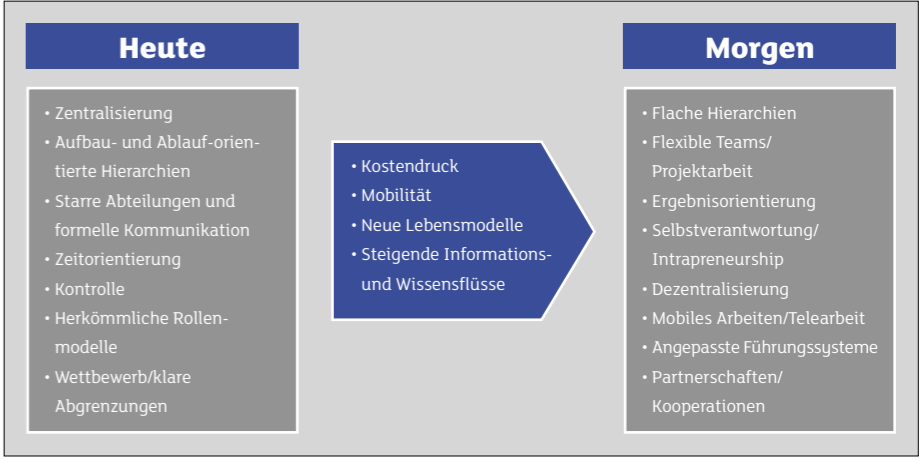 Heute
• Zentralisierung
• Aufbau- und Ablauf-orien-
tierte Hierarchien
• Starre Abteilungen und
formelle Kommunikation
• Zeitorientierung
• Kontrolle
• Herkömmliche Rollen-
modelle
• Wettbewerb/klare
Abgrenzungen
• Kostendruck
• Mobilität
• Neue Lebensmodelle
• Steigende Informations-
und Wissensflüsse
Morgen
• Flache Hierarchien
• Flexible Teams/
Projektarbeit
• Ergebnisorientierung
• Selbstverantwortung/
Intrapreneurship
• Dezentralisierung
• Mobiles Arbeiten/Telearbeit
• Angepasste Führungssysteme
• Partnerschaften/
Kooperationen